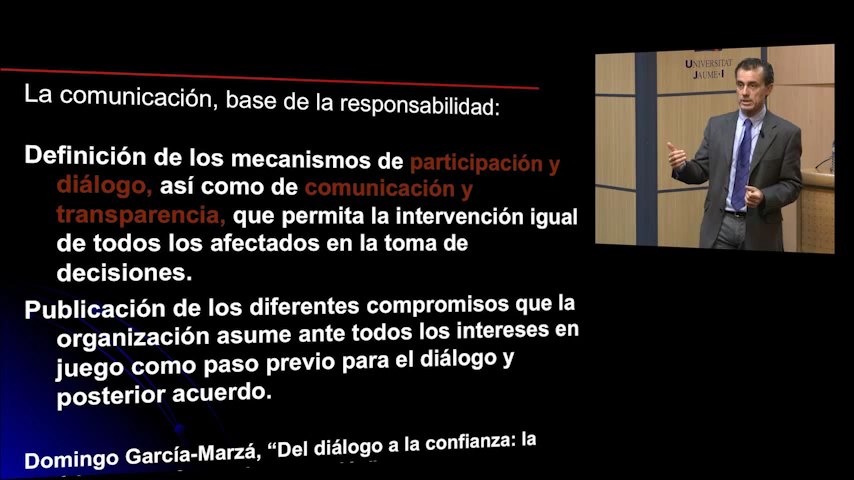 La comunicación, base de la responsabilidad:
Definición de los mecanismos de participación y
diálogo, así como de comunicación y
transparencia, que permita la intervención igual
de todos los afectados en la toma de
decisiones.
Publicación de los diferentes compromisos que la
organización asume ante todos los intereses en
juego como paso previo para el diálogo y
posterior acuerdo.
Domingo García-Marzá, “Del diálogo a la confianza: la
UNIVERSITAT
JAUME·I